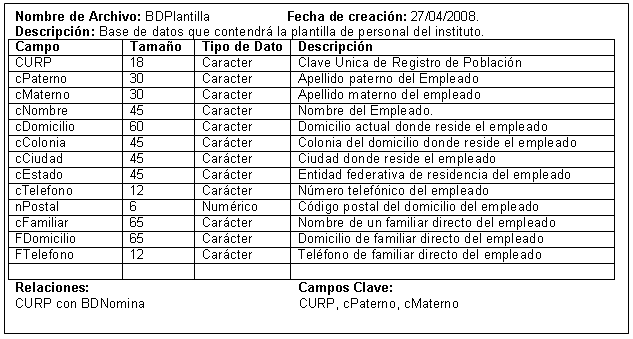 Nombre de Archivo: BDPlantilla Fecha de creación: 27/04/2008.
Descripción: Base de datos que contendrá la plantilla de personal del instituto.
Campo Tamaño Tipo de Dato Descripción
CURP 18 Caracter Clave Unica de Registro de Población
cPaterno 30 Caracter Apellido paterno del Empleado
cMaterno 30 Caracter Apellido materno del empleado
cNombre 45 Caracter Nombre del Empleado.
cDomicilio 60 Carácter Domicilio actual donde reside el empleado
cColonia 45 Carácter Colonia del domicilio donde reside el empleado
cCiudad 45 Carácter Ciudad donde reside el empleado
cEstado 45 Carácter Entidad federativa de residencia del empleado
cTelefono 12 Carácter Número telefónico del empleado
nPostal 6 Numérico Código postal del domicilio del empleado
cFamiliar 65 Carácter Nombre de un familiar directo del empleado
FDomicilio 65 Carácter Domicilio de familiar directo del empleado
FTelefono 12 Carácter Teléfono de familiar directo del empleado
Relaciones: Campos Clave:
CURP con BDNomina CURP, cPaterno, cMaterno